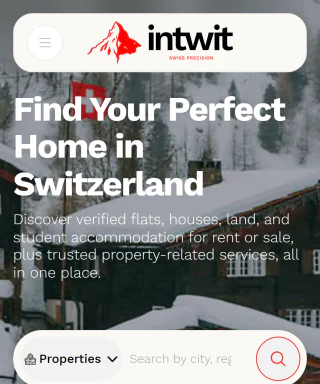 intwit
SWISS PRECISION
Find Your Perfect
Home in
Switzerland
Discover verified flats, houses, land, and
student accommodation for rent or sale,
plus trusted property-related services, all
in one place.
Properties Search by city, reg